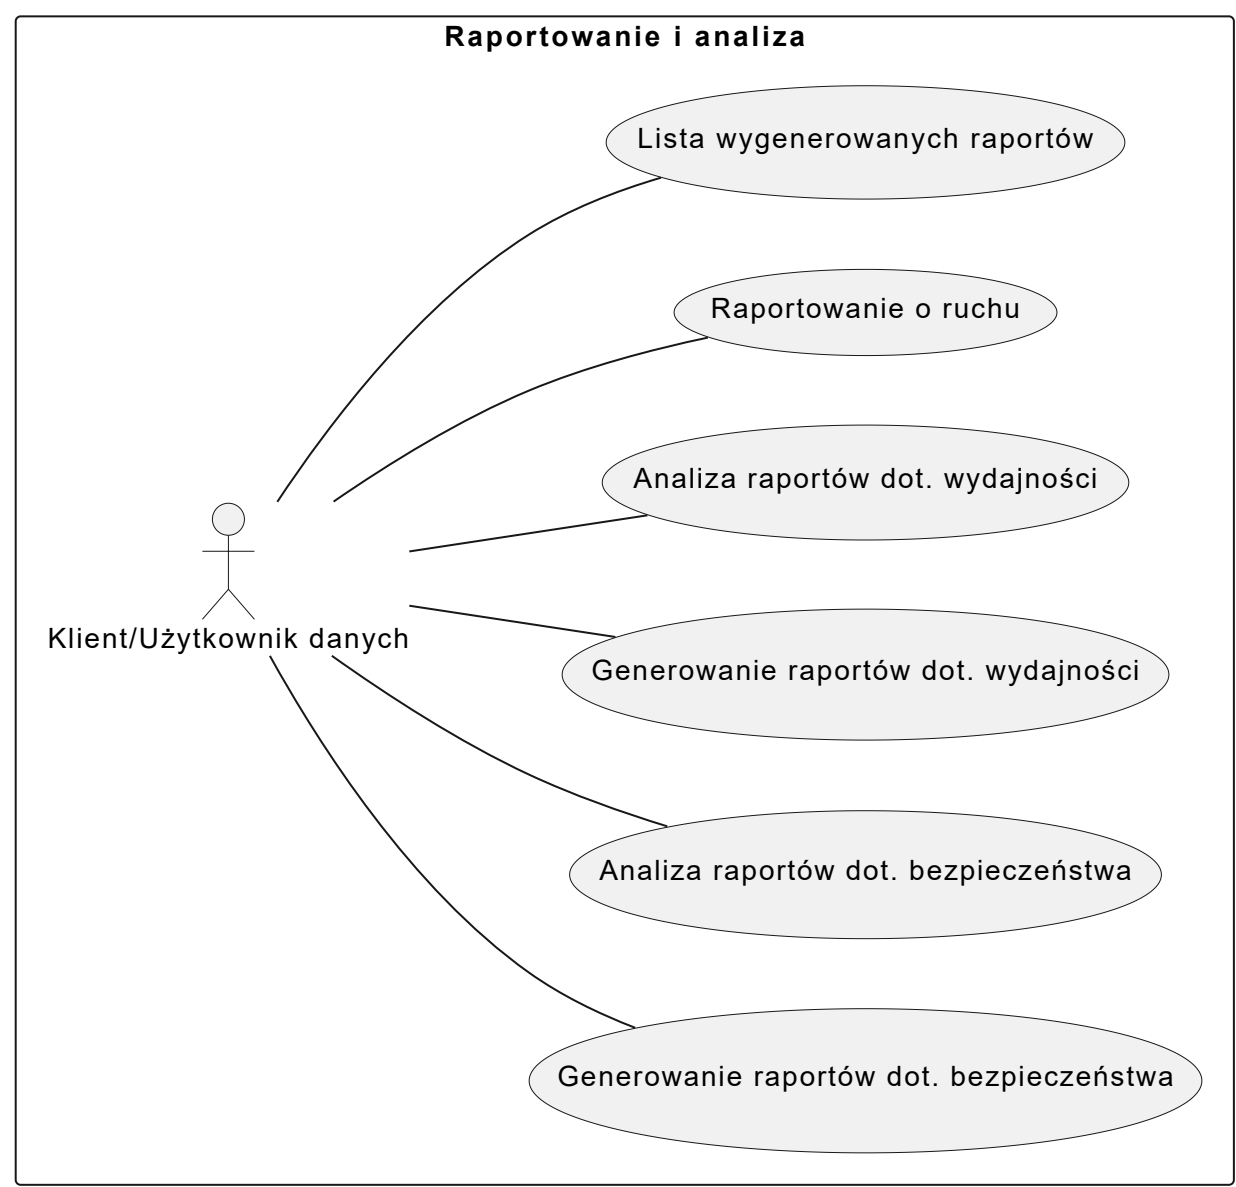 Raportowanie i analiza
Lista wygenerowanych raportów
Raportowanie o ruchu
Analiza raportów dot. wydajności
Klient/Użytkownik danych
Generowanie raportów dot. wydajności
Analiza raportów dot. bezpieczeństwa
Generowanie raportów dot. bezpieczeństwa